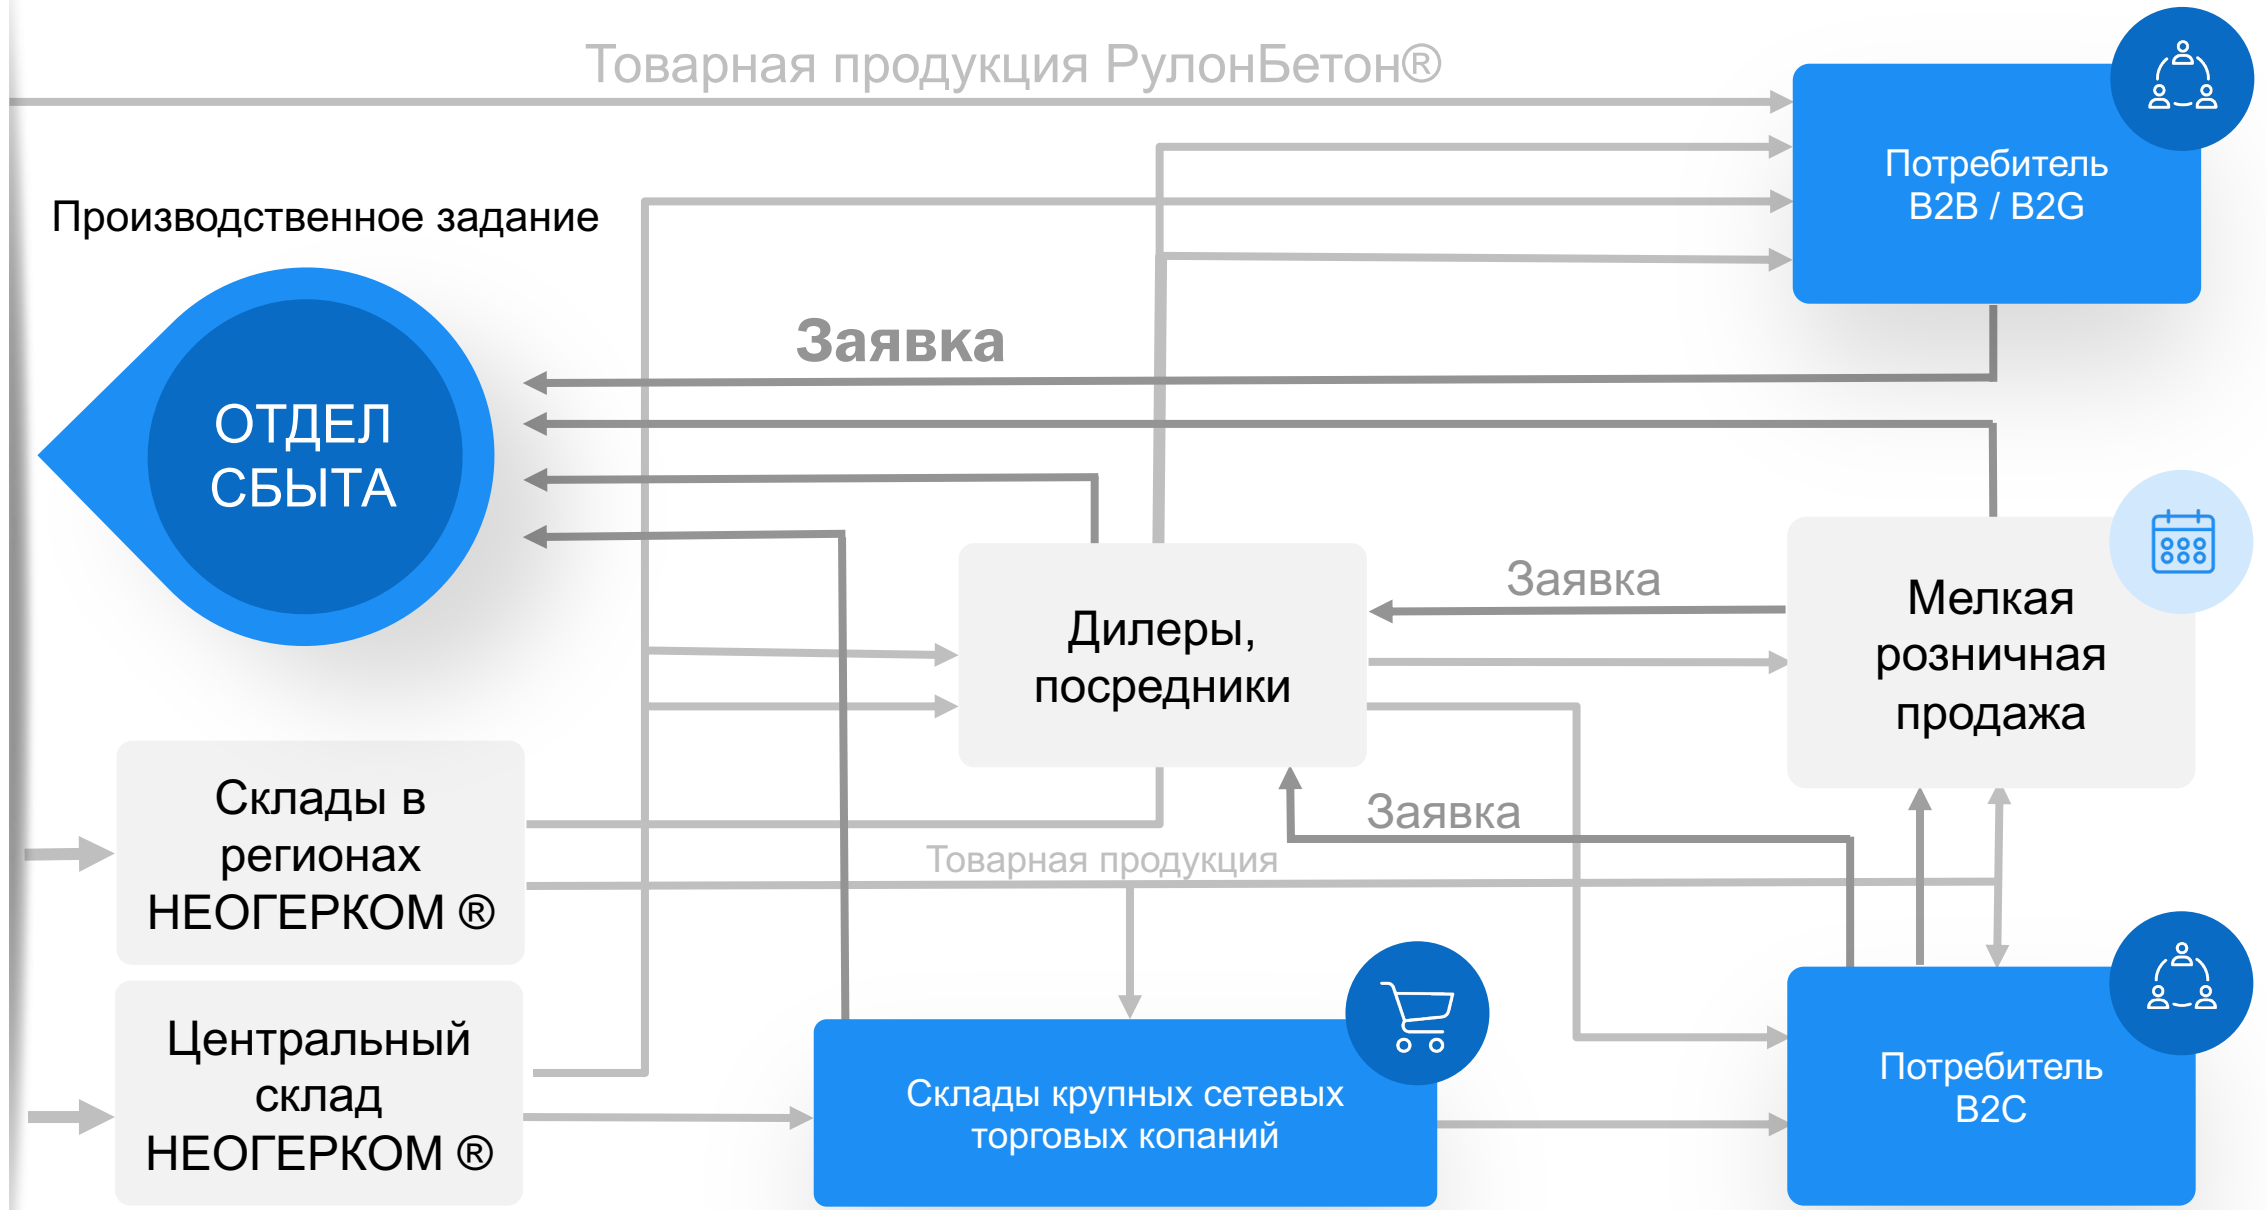 Товарная продукция РулонБетон®
Потребитель
B2B / B2G
Производственное задание
Заявка
ОТДЕЛ
СБЫТА
Заявка
Дилеры,
посредники
Мелкая
розничная
продажа
Склады в
регионах
НЕОГЕРКОМ ®
Заявка
Товарная продукция
Центральный
склад
НЕОГЕРКОМ ®
Склады крупных сетевых
торговых копаний
Потребитель
B2C